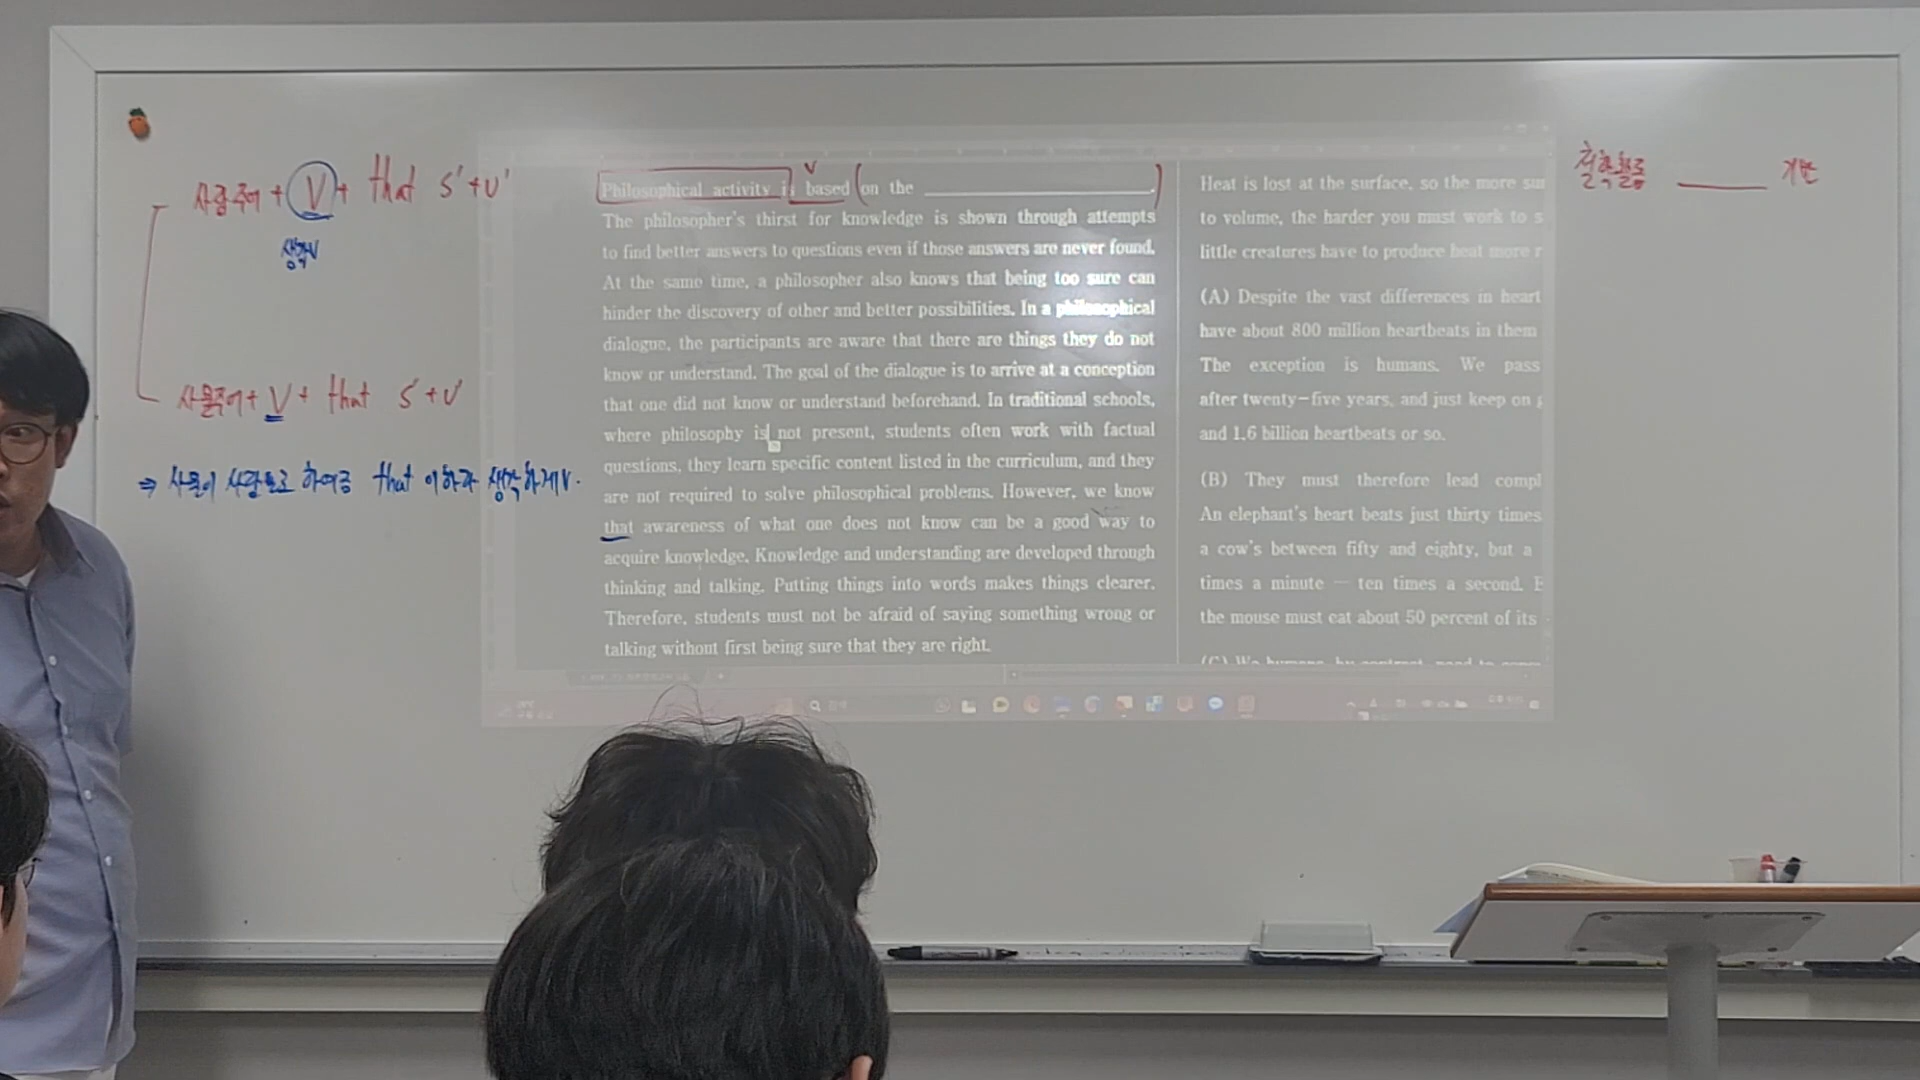 사람주어 + V + that s' + v'
생각V
사물주어 + V + that s' + v'
⇒ 사물이 사람으로 하여금 that 이하라 생각하게 V.
V
Philosophical activity is based (on the ____________.)
The philosopher's thirst for knowledge is shown through attempts
to find better answers to questions even if those answers are never found.
At the same time, a philosopher also knows that being too sure can
hinder the discovery of other and better possibilities. In a philosophical
dialogue, the participants are aware that there are things they do not
know or understand. The goal of the dialogue is to arrive at a conception
that one did not know or understand beforehand. In traditional schools,
where philosophy is not present, students often work with factual
questions, they learn specific content listed in the curriculum, and they
are not required to solve philosophical problems. However, we know
that awareness of what one does not know can be a good way to
acquire knowledge. Knowledge and understanding are developed through
thinking and talking. Putting things into words makes things clearer.
Therefore, students must not be afraid of saying something wrong or
talking without first being sure that they are right.
Heat is lost at the surface, so the more
to volume, the harder you must work to s
little creatures have to produce heat more r
(A) Despite the vast differences in heart
have about 800 million heartbeats in them
The exception is humans. We pass
after twenty-five years, and just keep on
and 1.6 billion heartbeats or so.
(B) They must therefore lead compl
An elephant's heart beats just thirty times
a cow's between fifty and eighty, but a
times a minute — ten times a second. E
the mouse must eat about 50 percent of its
(C) We humans, by contrast,
철학활동 ______ 기반